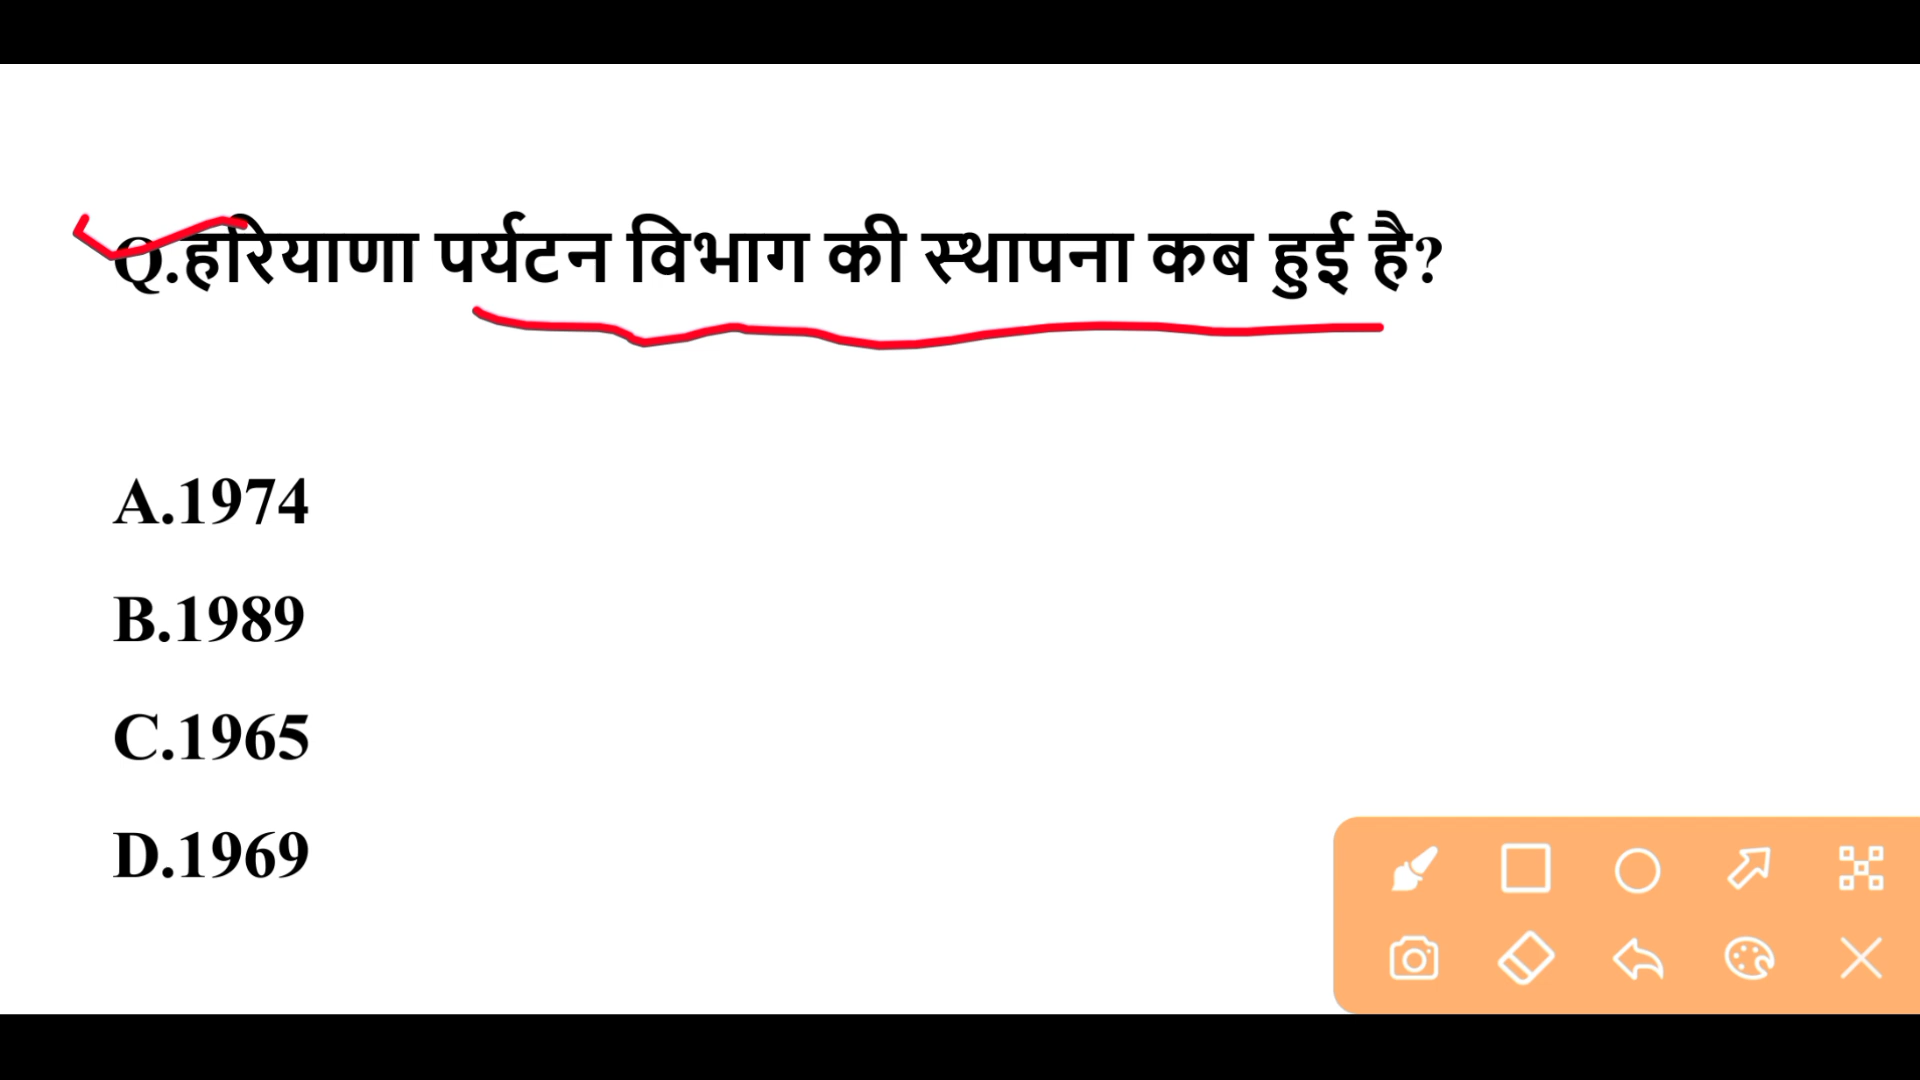 Q.हरियाणा पर्यटन विभाग की स्थापना कब हुई है?
A.1974
B.1989
C.1965
D.1969